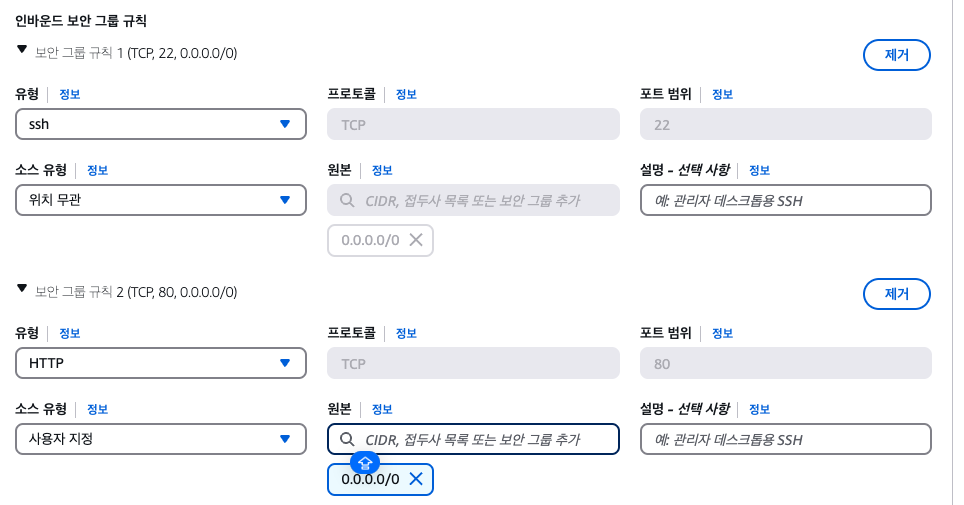 인바운드 보안 그룹 규칙
보안 그룹 규칙 1 (TCP, 22, 0.0.0.0/0)
제거
유형 정보 프로토콜 정보 포트 범위 정보
ssh TCP 22
소스 유형 정보 원본 정보 설명 - 선택 사항 정보
위치 무관 CIDR, 접두사 목록 또는 보안 그룹 추가 예: 관리자 데스크톱용 SSH
0.0.0.0/0
보안 그룹 규칙 2 (TCP, 80, 0.0.0.0/0)
제거
유형 정보 프로토콜 정보 포트 범위 정보
HTTP TCP 80
소스 유형 정보 원본 정보 설명 - 선택 사항 정보
사용자 지정 CIDR, 접두사 목록 또는 보안 그룹 추가 예: 관리자 데스크톱용 SSH
0.0.0.0/0